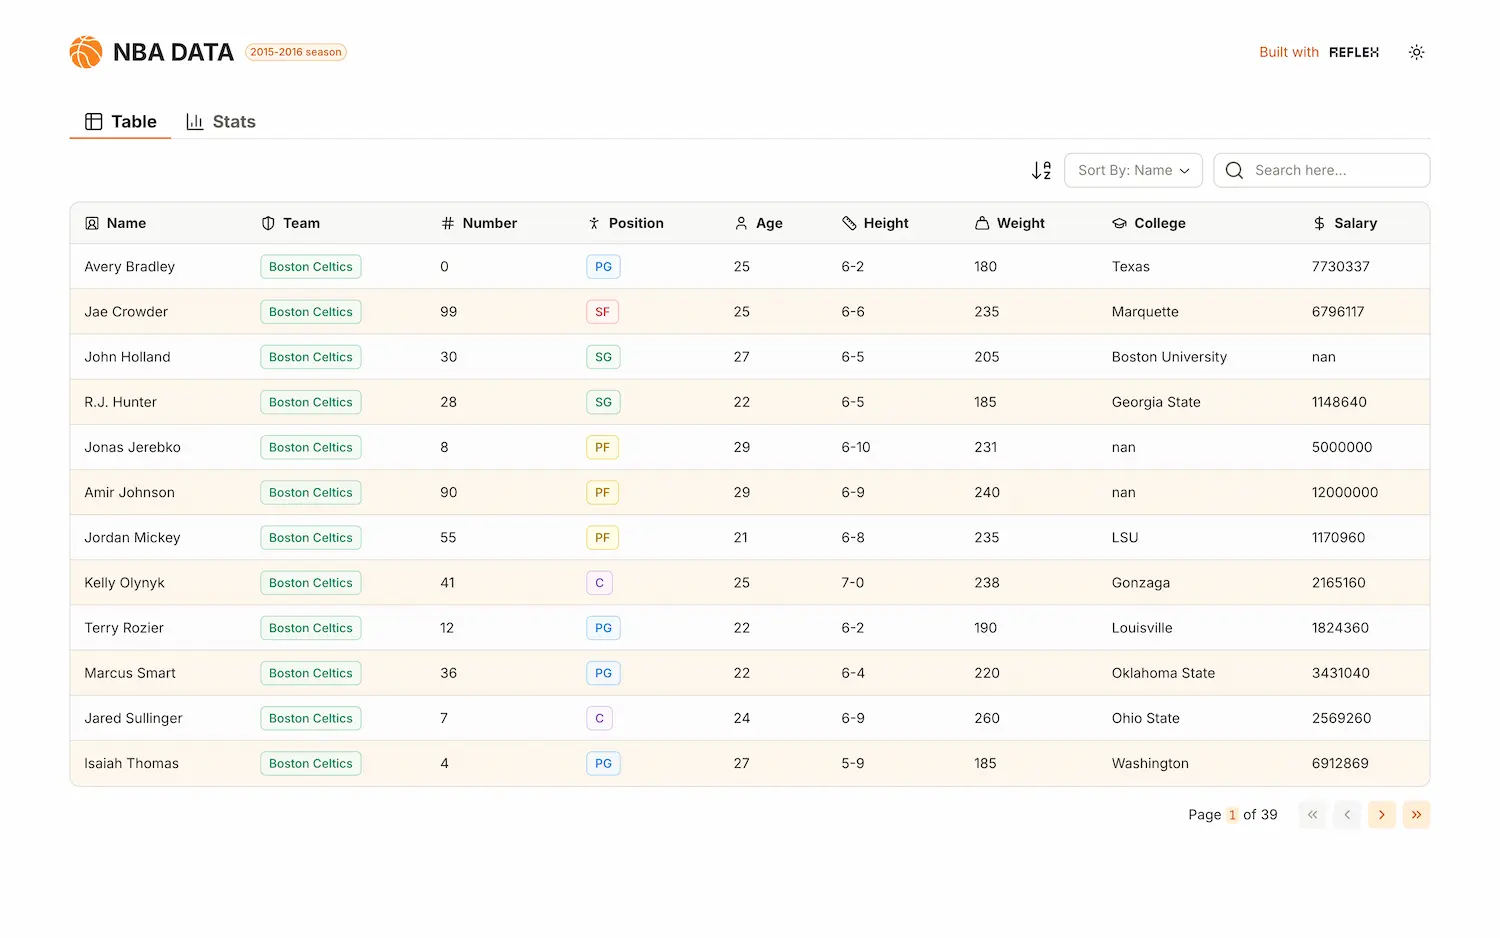 NBA DATA 2015-2016 season
Built with REFLEX
Table Stats
Sort By: Name Search here...
Name Team Number Position Age Height Weight College Salary
Avery Bradley Boston Celtics 0 PG 25 6-2 180 Texas 7730337
Jae Crowder Boston Celtics 99 SF 25 6-6 235 Marquette 6796117
John Holland Boston Celtics 30 SG 27 6-5 205 Boston University nan
R.J. Hunter Boston Celtics 28 SG 22 6-5 185 Georgia State 1148640
Jonas Jerebko Boston Celtics 8 PF 29 6-10 231 nan 5000000
Amir Johnson Boston Celtics 90 PF 29 6-9 240 nan 12000000
Jordan Mickey Boston Celtics 55 PF 21 6-8 235 LSU 1170960
Kelly Olynyk Boston Celtics 41 C 25 7-0 238 Gonzaga 2165160
Terry Rozier Boston Celtics 12 PG 22 6-2 190 Louisville 1824360
Marcus Smart Boston Celtics 36 PG 22 6-4 220 Oklahoma State 3431040
Jared Sullinger Boston Celtics 7 C 24 6-9 260 Ohio State 2569260
Isaiah Thomas Boston Celtics 4 PG 27 5-9 185 Washington 6912869
Page 1 of 39